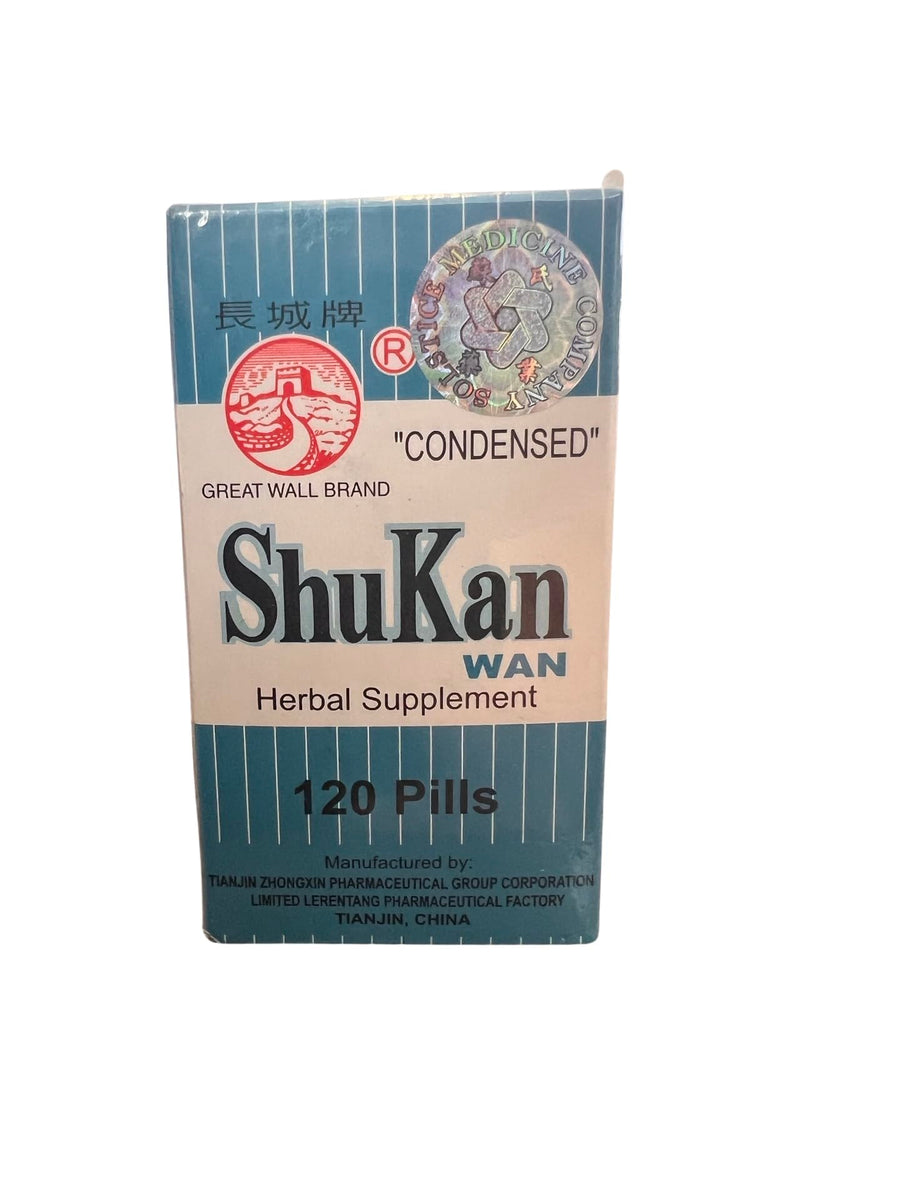 長城牌
®
SOLSTICE MEDICINE COMPANY
"CONDENSED"
GREAT WALL BRAND
ShuKan
WAN
Herbal Supplement
120 Pills
Manufactured by:
TIANJIN ZHONGXIN PHARMACEUTICAL GROUP CORPORATION
LIMITED LERENTANG PHARMACEUTICAL FACTORY
TIANJIN, CHINA